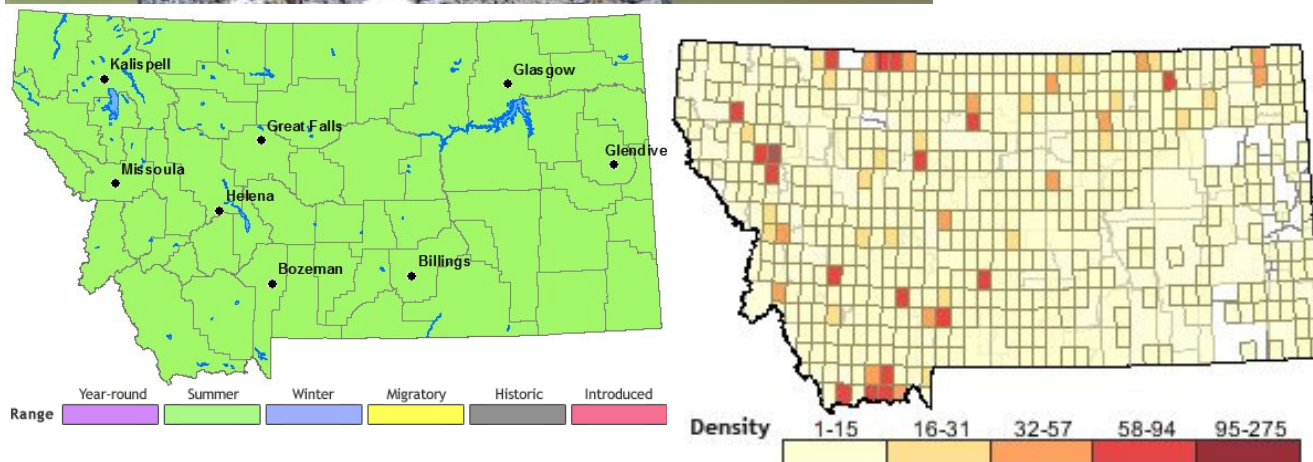 Kalispell
Glasgow
Great Falls
Glendive
Missoula
Helena
Bozeman
Billings
Range
Year-round Summer Winter Migratory Historic Introduced
Density 1-15 16-31 32-57 58-94 95-275